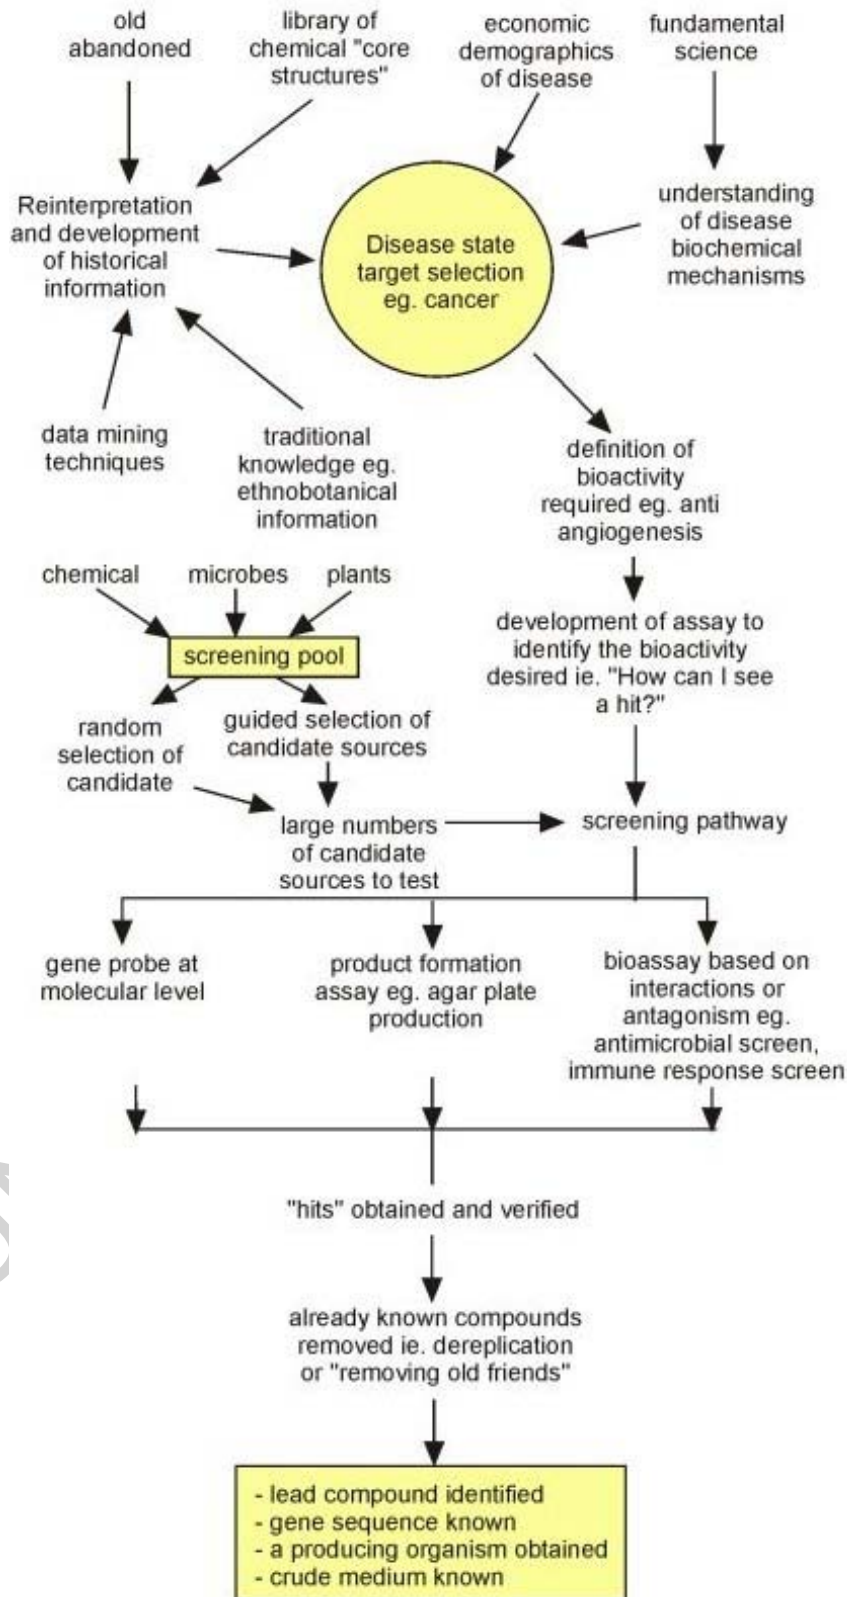 old
abandoned
library of
chemical "core
structures"
economic
demographics
of disease
fundamental
science
Reinterpretation
and development
of historical
information
Disease state
target selection
eg. cancer
understanding
of disease
biochemical
mechanisms
data mining
techniques
traditional
knowledge eg.
ethnobotanical
information
definition of
bioactivity
required eg. anti
angiogenesis
chemical
microbes
plants
screening pool
development of assay to
identify the bioactivity
desired ie. "How can I see
a hit?"
random
selection of
candidate
guided selection of
candidate sources
large numbers
of candidate
sources to test
screening pathway
gene probe at
molecular level
product formation
assay eg. agar plate
production
bioassay based on
interactions or
antagonism eg.
antimicrobial screen,
immune response screen
"hits" obtained and verified
already known compounds
removed ie. dereplication
or "removing old friends"
- lead compound identified
- gene sequence known
- a producing organism obtained
- crude medium known